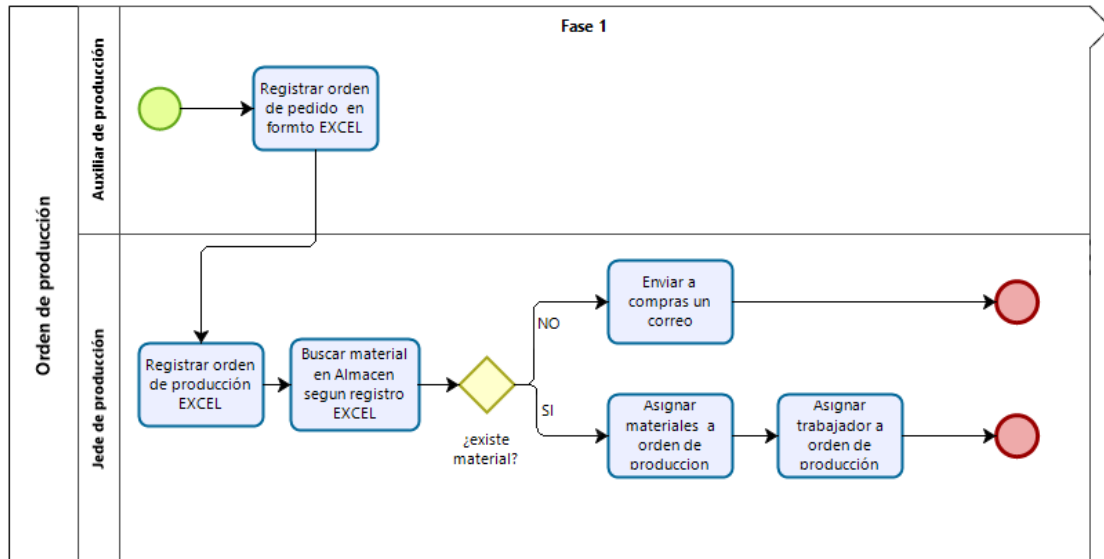 Fase 1
Orden de producción
Auxiliar de producción
Registrar orden
de pedido en
formto EXCEL
Jede de producción
Registrar orden
de producción
EXCEL
Buscar material
en Almacen
segun registro
EXCEL
¿existe
material?
NO
Enviar a
compras un
correo
SI
Asignar
materiales a
orden de
produccion
Asignar
trabajador a
orden de
producción